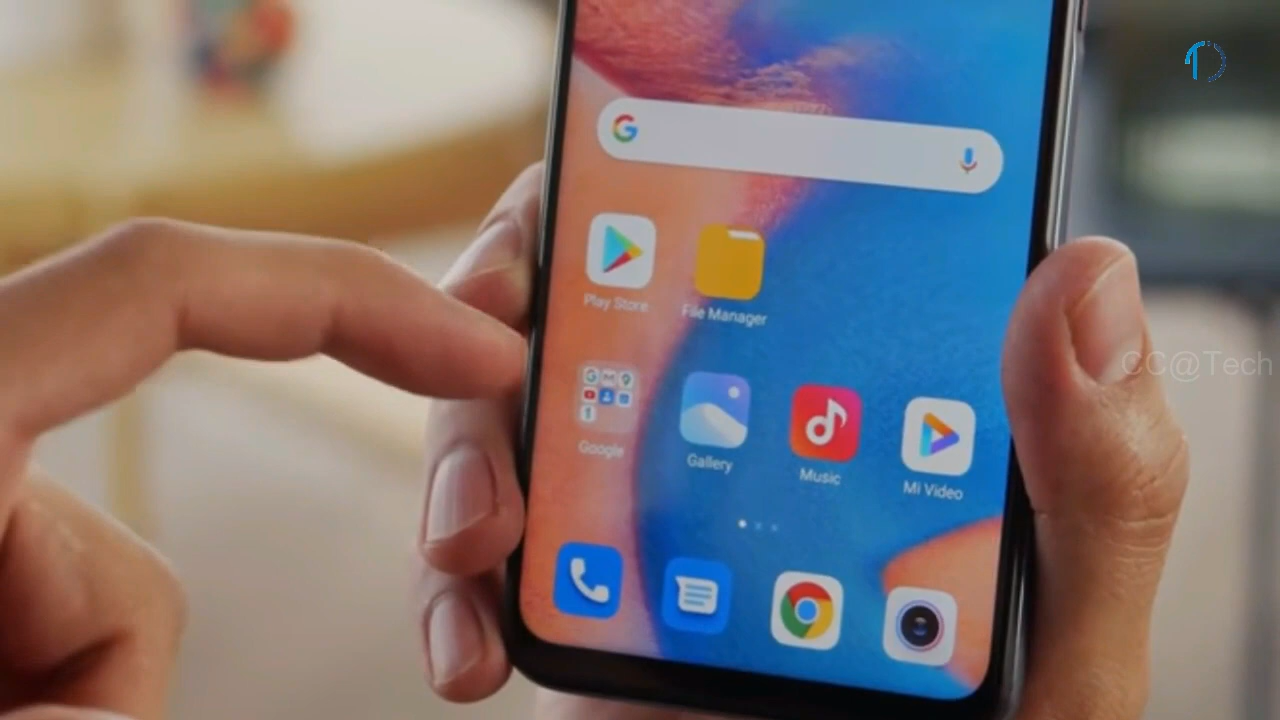 Play Store
File Manager
Google
Gallery
Music
Mi Video
CC@Tech